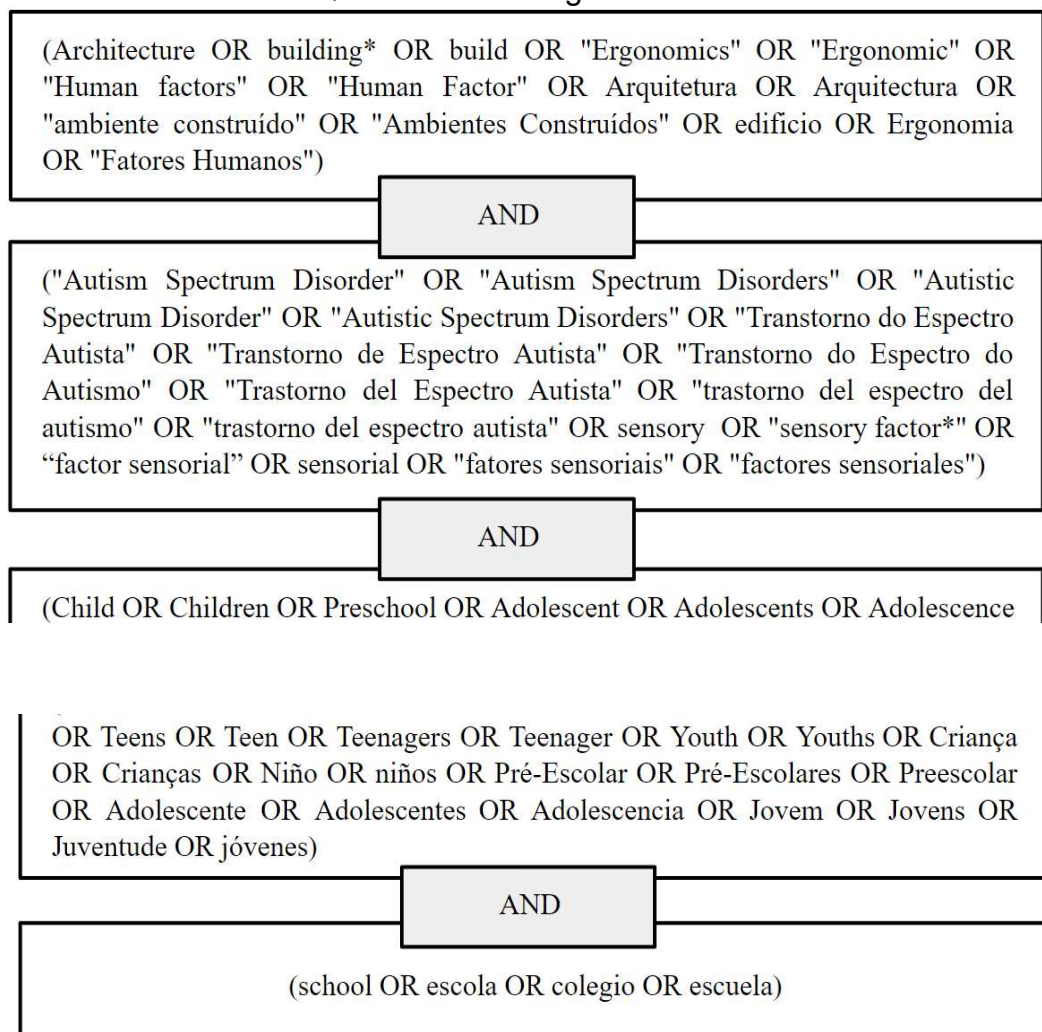 (Architecture OR building* OR build OR "Ergonomics" OR "Ergonomic" OR
"Human factors" OR "Human Factor" OR Arquitetura OR Arquitectura OR
"ambiente construído" OR "Ambientes Construídos" OR edificio OR Ergonomia
OR "Fatores Humanos")
AND
("Autism Spectrum Disorder" OR "Autism Spectrum Disorders" OR "Autistic
Spectrum Disorder" OR "Autistic Spectrum Disorders" OR "Transtorno do Espectro
Autista" OR "Transtorno de Espectro Autista" OR "Transtorno do Espectro do
Autismo" OR "Trastorno del Espectro Autista" OR "trastorno del espectro del
autismo" OR "trastorno del espectro autista" OR sensory OR "sensory factor*" OR
“factor sensorial” OR sensorial OR "fatores sensoriais" OR "factores sensoriales")
AND
(Child OR Children OR Preschool OR Adolescent OR Adolescents OR Adolescence
OR Teens OR Teen OR Teenagers OR Teenager OR Youth OR Youths OR Criança
OR Crianças OR Niño OR niños OR Pré-Escolar OR Pré-Escolares OR Preescolar
OR Adolescente OR Adolescentes OR Adolescencia OR Jovem OR Jovens OR
Juventude OR jóvenes)
AND
(school OR escola OR colegio OR escuela)